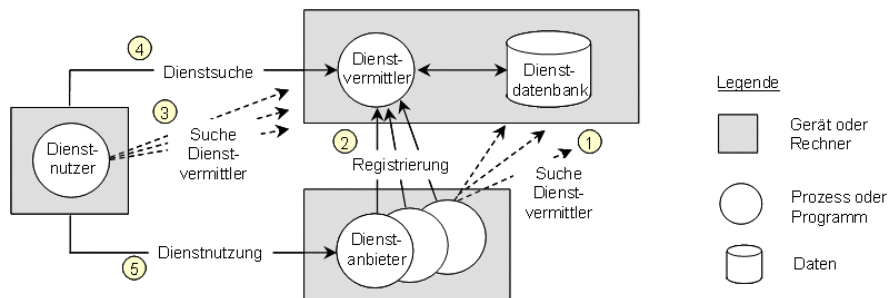 4
Dienstsuche
3
Suche
Dienst-
vermittler
Dienst-
nutzer
Dienst-
vermittler
Dienst-
datenbank
2
Registrierung
1
Suche
Dienst-
vermittler
Dienst-
anbieter
Dienstnutzung
5
Legende
Gerät oder
Rechner
Prozess oder
Programm
Daten